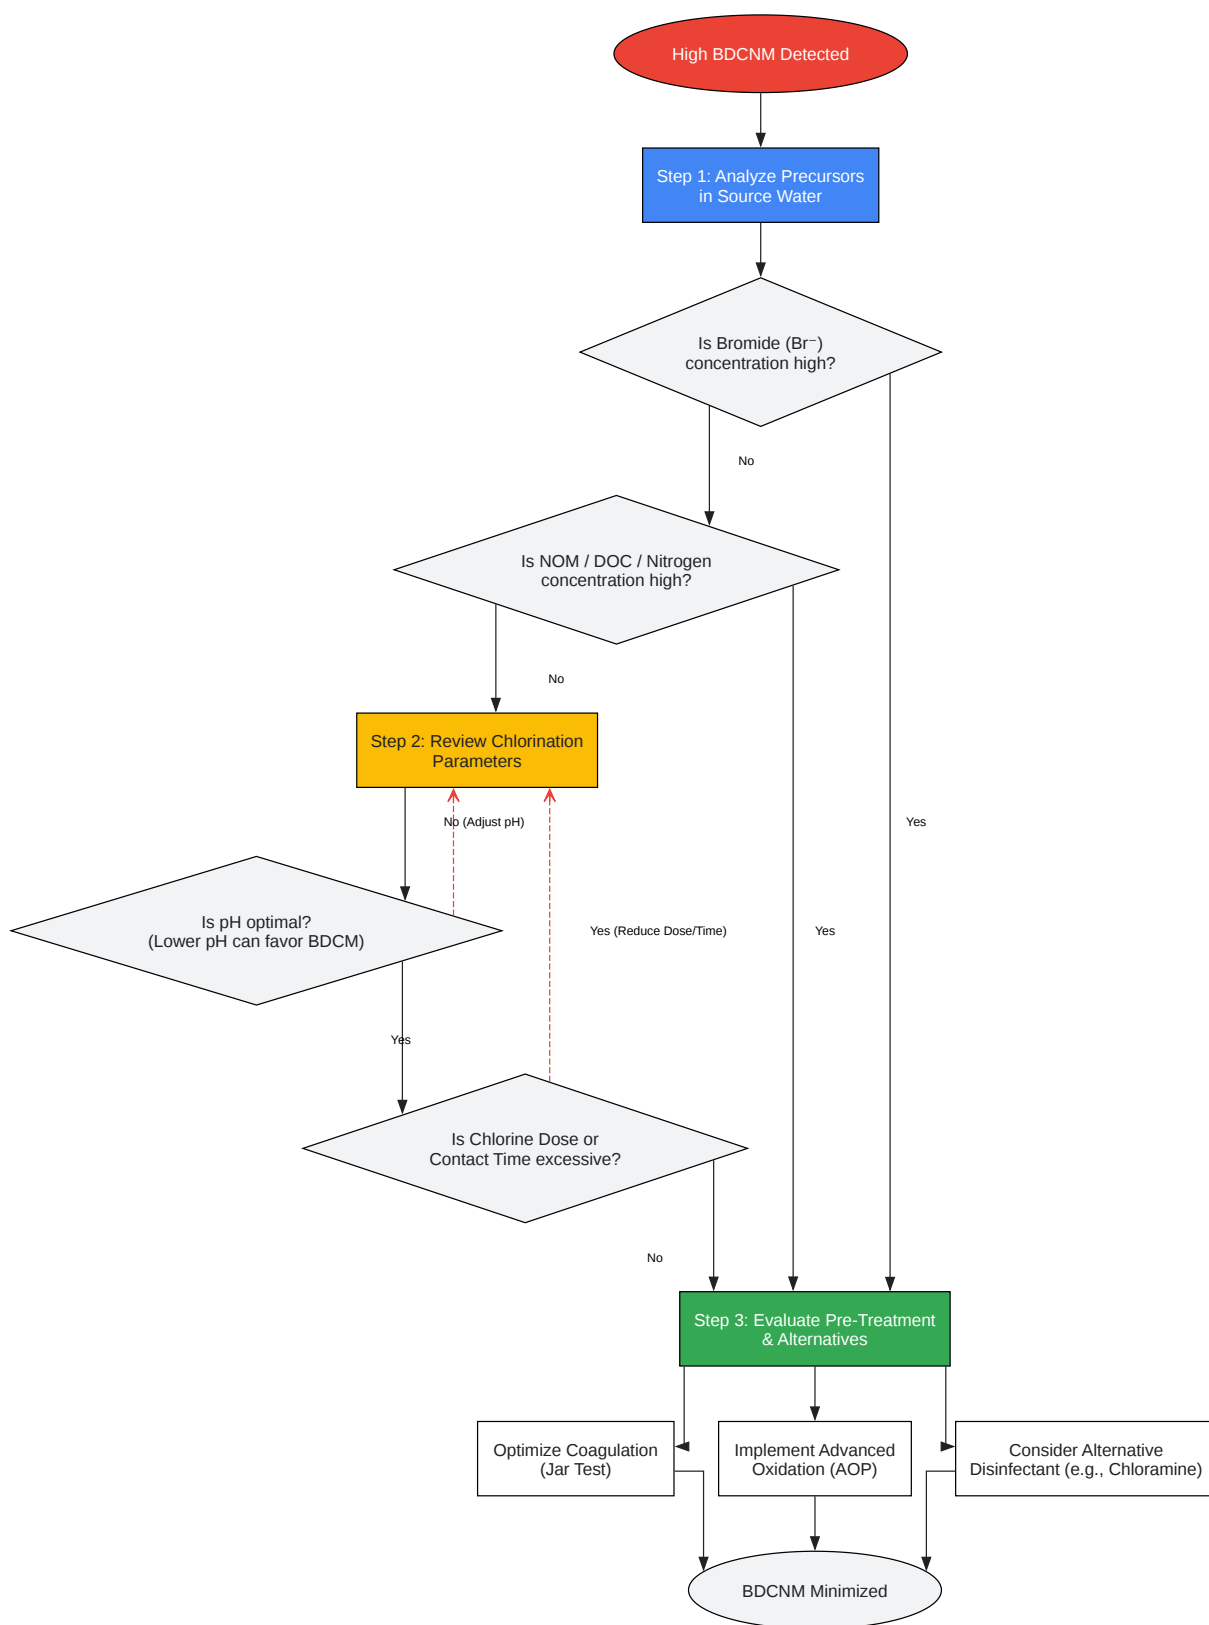 High BDCNM Detected
Step 1: Analyze Precursors
in Source Water
Is Bromide (Br⁻)
concentration high?
No
Is NOM / DOC / Nitrogen
concentration high?
No
Step 2: Review Chlorination
Parameters
No (Adjust pH)
Yes
Is pH optimal?
(Lower pH can favor BDCM)
Yes (Reduce Dose/Time)
Yes
Yes
Is Chlorine Dose or
Contact Time excessive?
No
Step 3: Evaluate Pre-Treatment
& Alternatives
Optimize Coagulation
(Jar Test)
Implement Advanced
Oxidation (AOP)
Consider Alternative
Disinfectant (e.g., Chloramine)
BDCNM Minimized